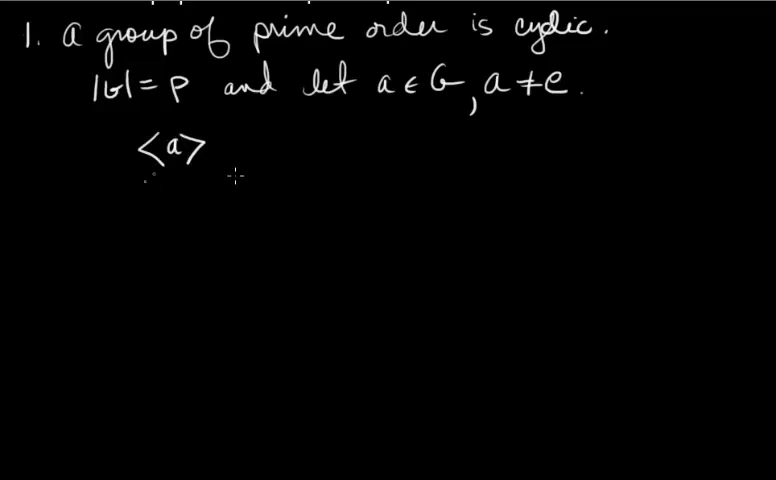 1. A group of prime order is cyclic.
|G| = p and let a ∈ G, a ≠ e.
<a>